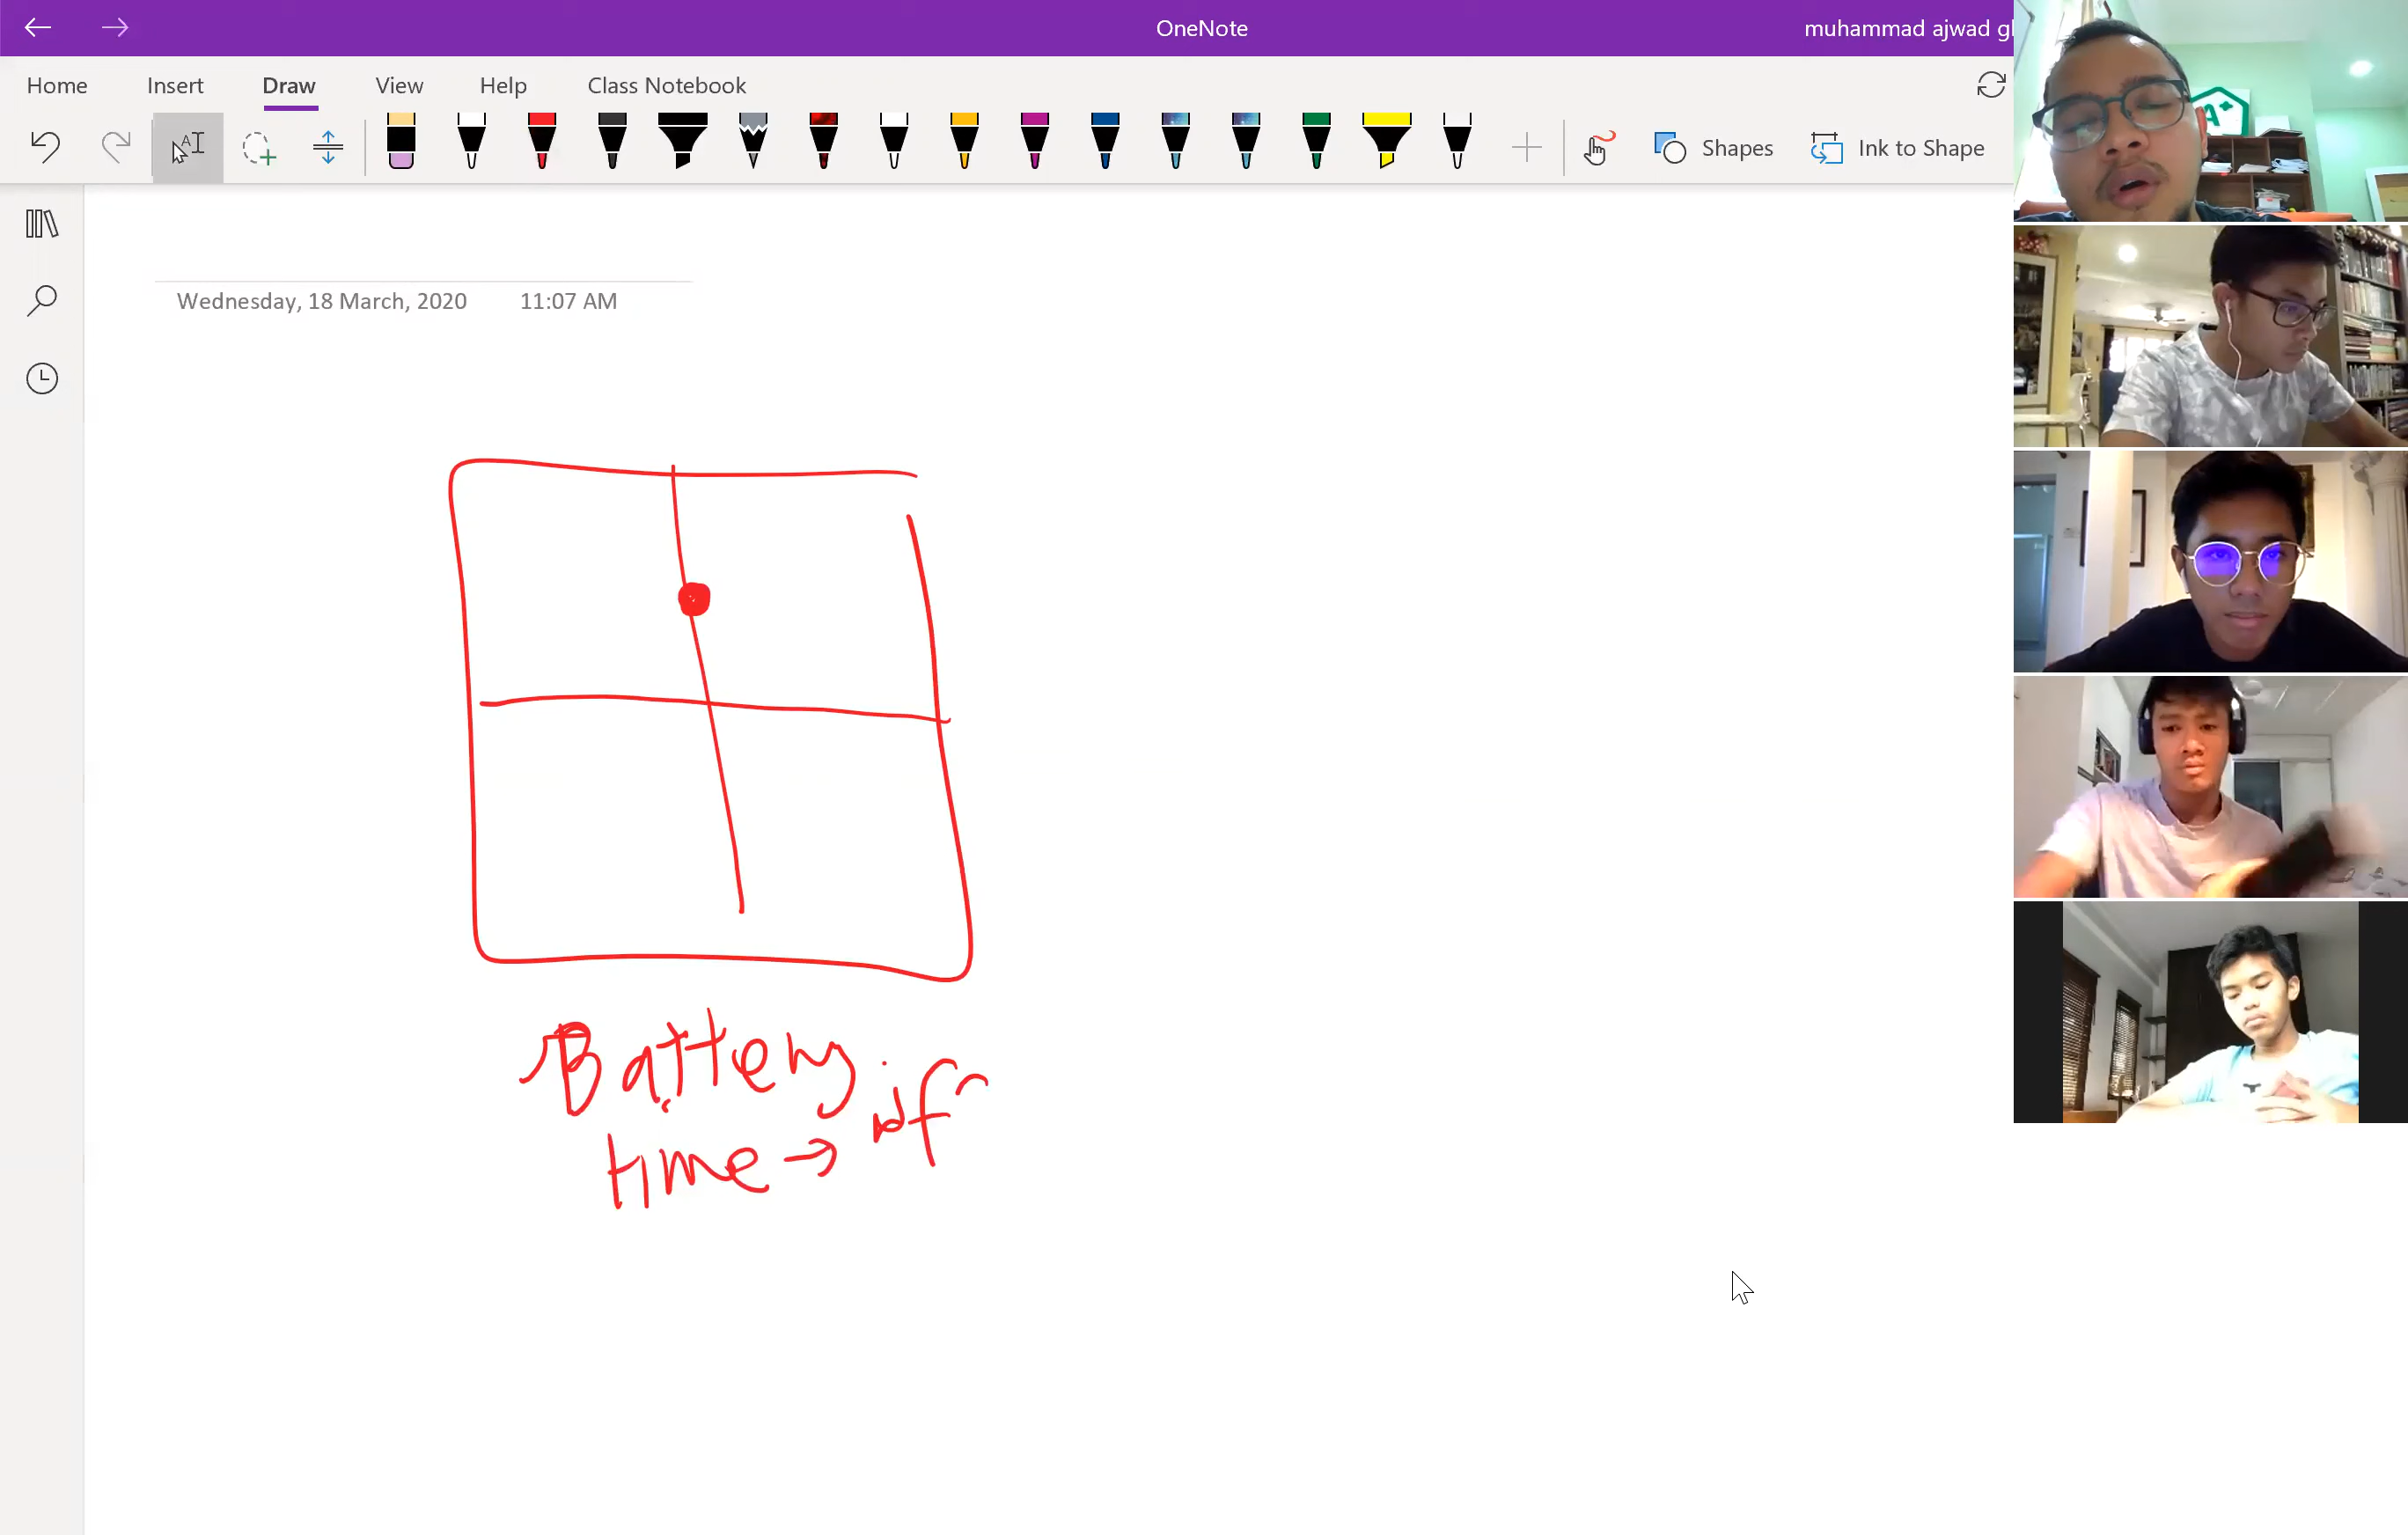 OneNote
muhammad ajwad gh
Home Insert Draw View Help Class Notebook
Shapes Ink to Shape
A+
Wednesday, 18 March, 2020 11:07 AM
Battery
time →